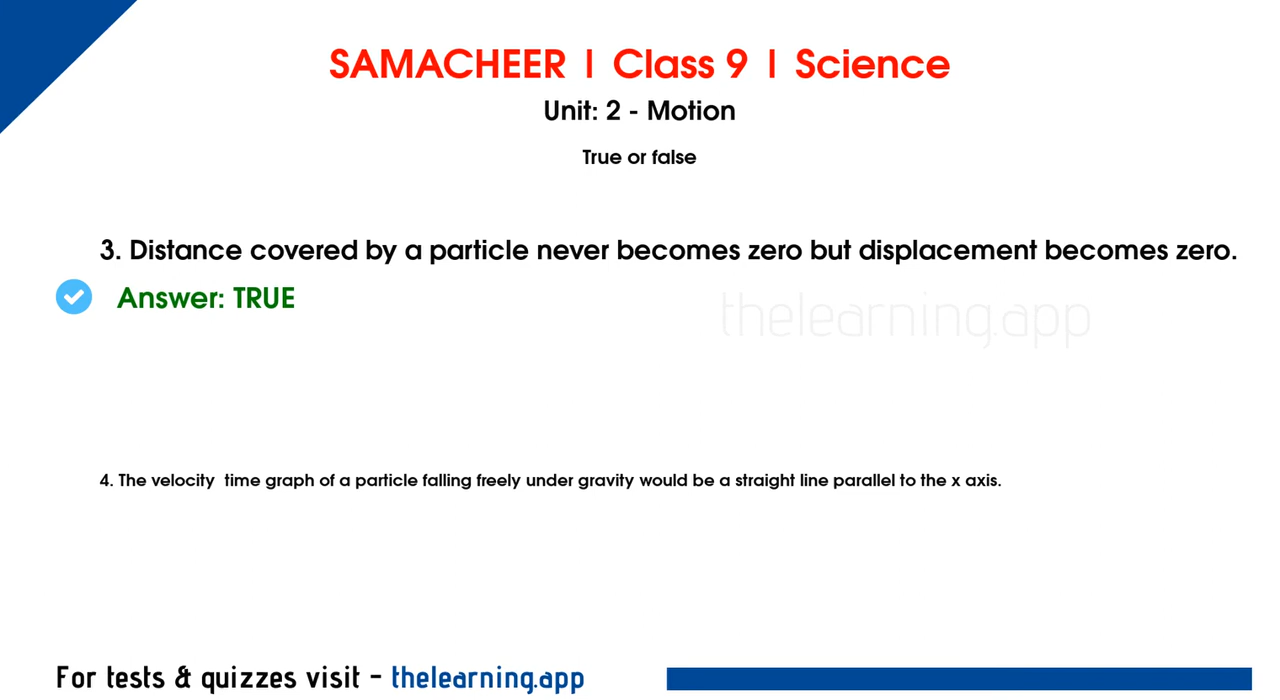 SAMACHEER | Class 9 | Science
Unit: 2 - Motion
True or false
3. Distance covered by a particle never becomes zero but displacement becomes zero.
Answer: TRUE
thelearning.app
4. The velocity  time graph of a particle falling freely under gravity would be a straight line parallel to the x axis.
For tests & quizzes visit - thelearning.app